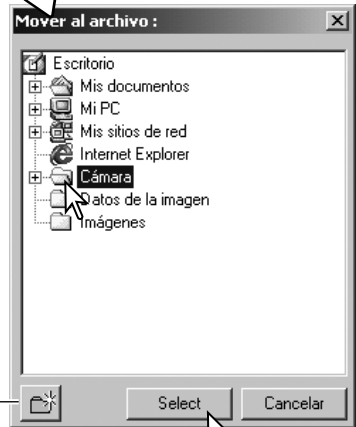 Mover al archivo :
Escritorio
Mis documentos
Mi PC
Mis sitios de red
Internet Explorer
Cámara
Datos de la imagen
Imágenes
Select
Cancelar